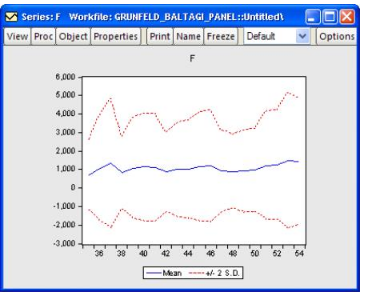 Series: F Workfile: GRUNFELD_BALTAGI_PANEL::Untitled\
View Proc Object Properties Print Name Freeze Default Options
F
6,000
5,000
4,000
3,000
2,000
1,000
0
-1,000
-2,000
-3,000
36 38 40 42 44 46 48 50 52 54
Mean +/- 2 S.D.